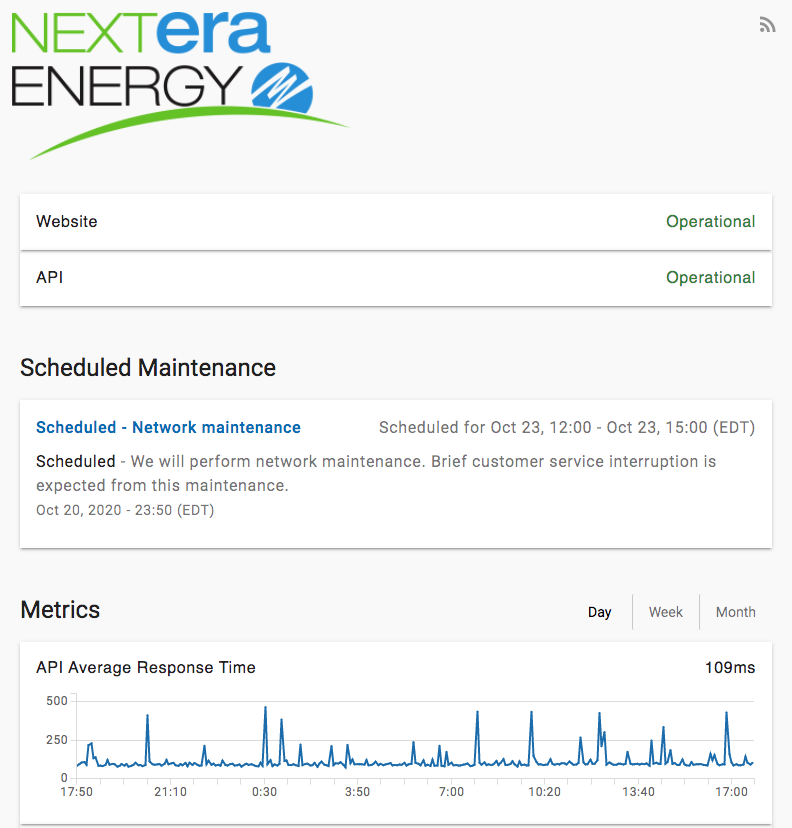 NEXTera
ENERGY
Website Operational
API Operational
Scheduled Maintenance
Scheduled - Network maintenance Scheduled for Oct 23, 12:00 - Oct 23, 15:00 (EDT)
Scheduled - We will perform network maintenance. Brief customer service interruption is
expected from this maintenance.
Oct 20, 2020 - 23:50 (EDT)
Metrics Day Week Month
API Average Response Time 109ms
500
250
0
17:50 21:10 0:30 3:50 7:00 10:20 13:40 17:00